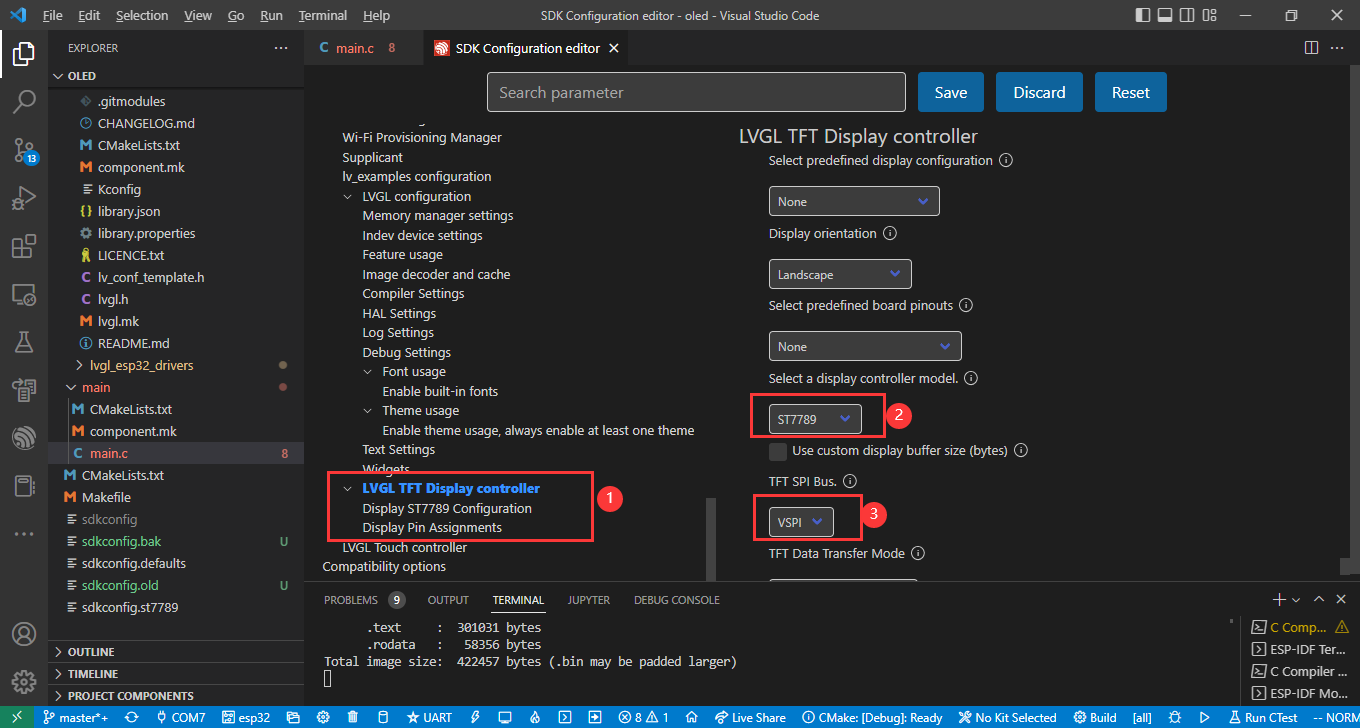 File Edit Selection View Go Run Terminal Help
SDK Configuration editor - oled - Visual Studio Code
EXPLORER
OLED
.gitmodules
CHANGELOG.md
CMakeLists.txt
component.mk
Kconfig
library.json
library.properties
LICENCE.txt
lv_conf_template.h
lvgl.h
lvgl.mk
README.md
lvgl_esp32_drivers
main
CMakeLists.txt
component.mk
main.c 8
CMakeLists.txt
Makefile
sdkconfig
sdkconfig.bak U
sdkconfig.defaults
sdkconfig.old U
sdkconfig.st7789
OUTLINE
TIMELINE
PROJECT COMPONENTS
13
main.c 8
SDK Configuration editor
Search parameter
Save
Discard
Reset
Wi-Fi Provisioning Manager
Supplicant
lv_examples configuration
LVGL configuration
Memory manager settings
Indev device settings
Feature usage
Image decoder and cache
Compiler Settings
HAL Settings
Log Settings
Debug Settings
Font usage
Enable built-in fonts
Theme usage
Enable theme usage, always enable at least one theme
Text Settings
Widgets
LVGL TFT Display controller
Display ST7789 Configuration
Display Pin Assignments
1
LVGL Touch controller
Compatibility options
LVGL TFT Display controller
Select predefined display configuration
None
Display orientation
Landscape
Select predefined board pinouts
None
Select a display controller model.
ST7789
2
Use custom display buffer size (bytes)
TFT SPI Bus.
VSPI
3
TFT Data Transfer Mode
PROBLEMS 9 OUTPUT TERMINAL JUPYTER DEBUG CONSOLE
.text : 301031 bytes
.rodata : 58356 bytes
Total image size: 422457 bytes (.bin may be padded larger)
C Comp...
ESP-IDF Ter...
C Compiler ...
ESP-IDF Mo...
master*+ COM7 esp32 UART 8 1 Live Share CMake: [Debug]: Ready No Kit Selected Build [all] Run CTest -- NORM